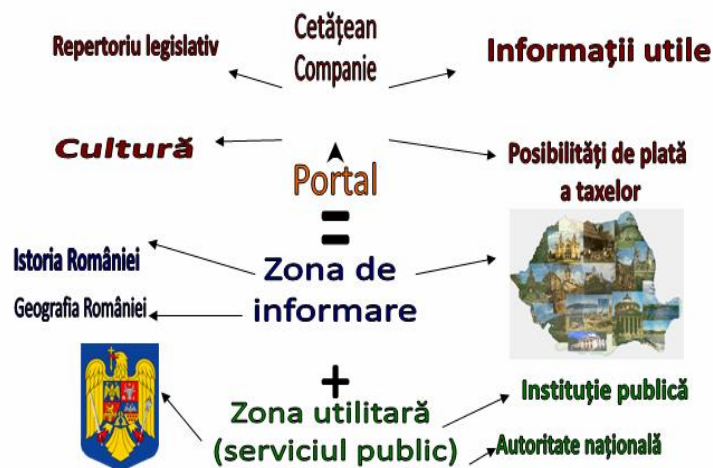 Repertoriu legislativ
Cetățean
Companie
Informații utile
Cultură
Posibilități de plată
a taxelor
Portal
=
Istoria României
Zona de
informare
Geografia României
+
Zona utilitară
(serviciul public)
Instituție publică
Autoritate națională